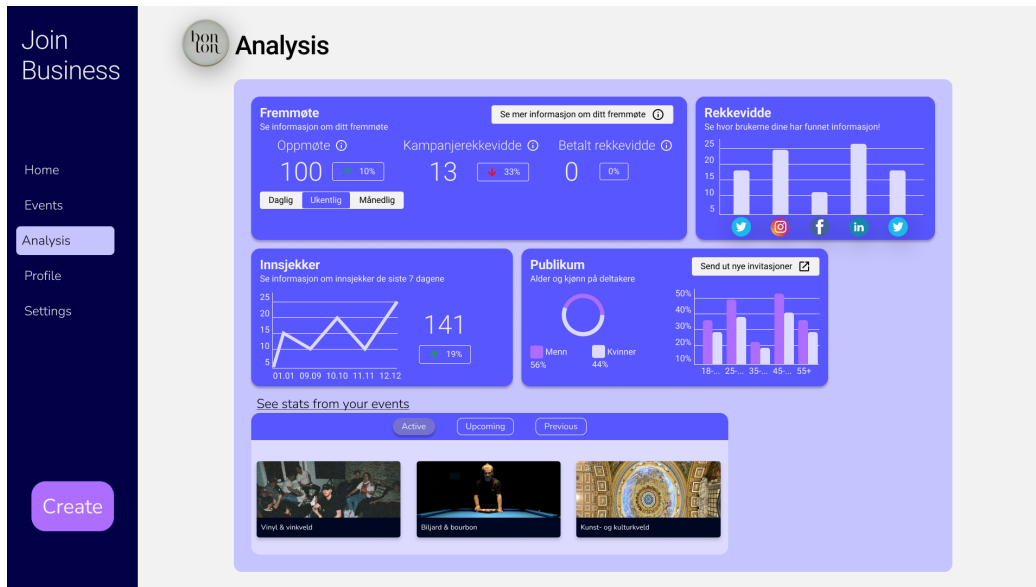 Join
Business
Home
Events
Analysis
Profile
Settings
Create
bon
ton
Analysis
Fremmøte
Se informasjon om ditt fremmøte
Se mer informasjon om ditt fremmøte
Oppmøte
Kampanjerekkevidde
Betalt rekkevidde
100
10%
13
33%
0
0%
Daglig
Ukentlig
Månedlig
Rekkevidde
Se hvor brukerne dine har funnet informasjon!
25
20
15
10
5
Innsjekker
Se informasjon om innsjekker de siste 7 dagene
25
20
15
10
5
01.01 09.09 10.10 11.11 12.12
141
19%
Publikum
Alder og kjønn på deltakere
Send ut nye invitasjoner
Menn
56%
Kvinner
44%
50%
40%
30%
20%
10%
18-... 25-... 35-... 45-... 55+
See stats from your events
Active
Upcoming
Previous
Vinyl & vinkveld
Biljard & bourbon
Kunst- og kulturkveld